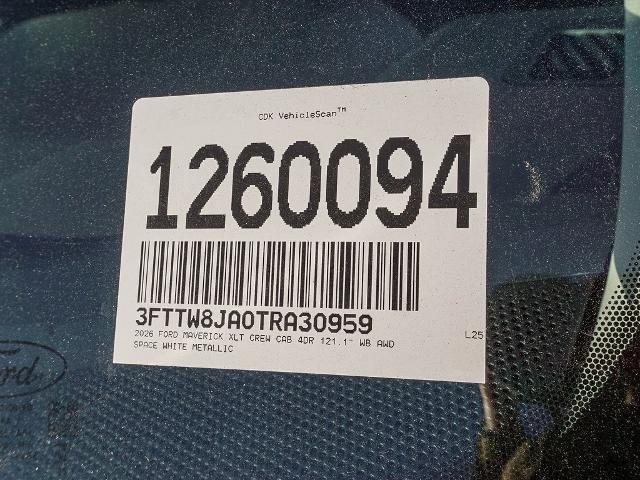 CDK VehicleScan™
1260094
3FTTW8JA0TRA30959
2026 FORD MAVERICK XLT CREW CAB 4DR 121.1" WB AWD
L25
SPACE WHITE METALLIC
Ford